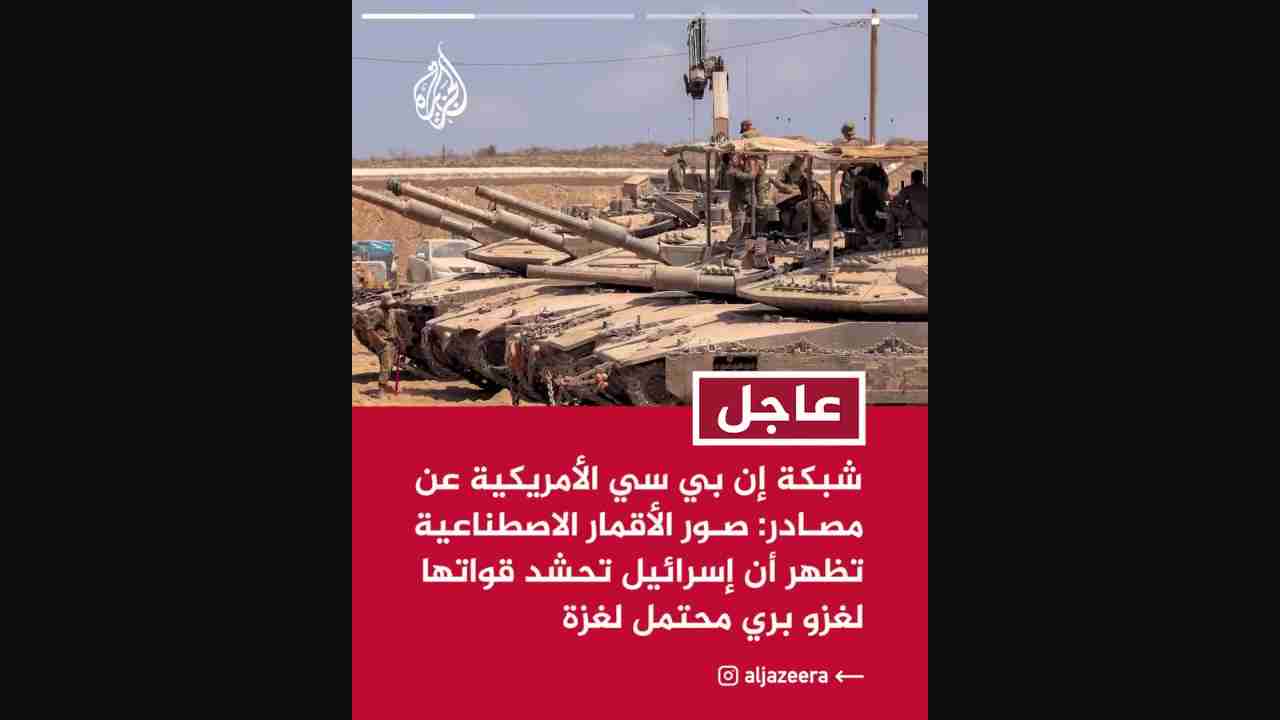 الجزيرة
عاجل
شبكة إن بي سي الأمريكية عن
مصادر: صور الأقمار الاصطناعية
تظهر أن إسرائيل تحشد قواتها
لغزو بري محتمل لغزة
aljazeera